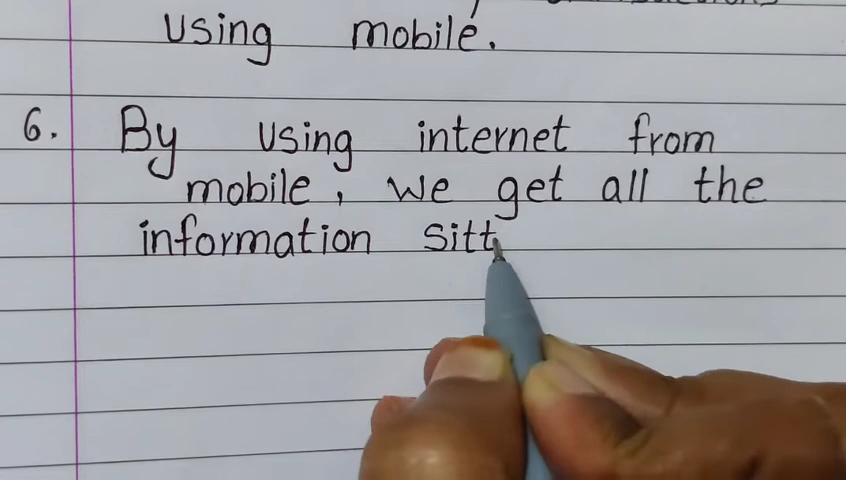 using mobile.
6. By using internet from
mobile, we get all the
information sitt